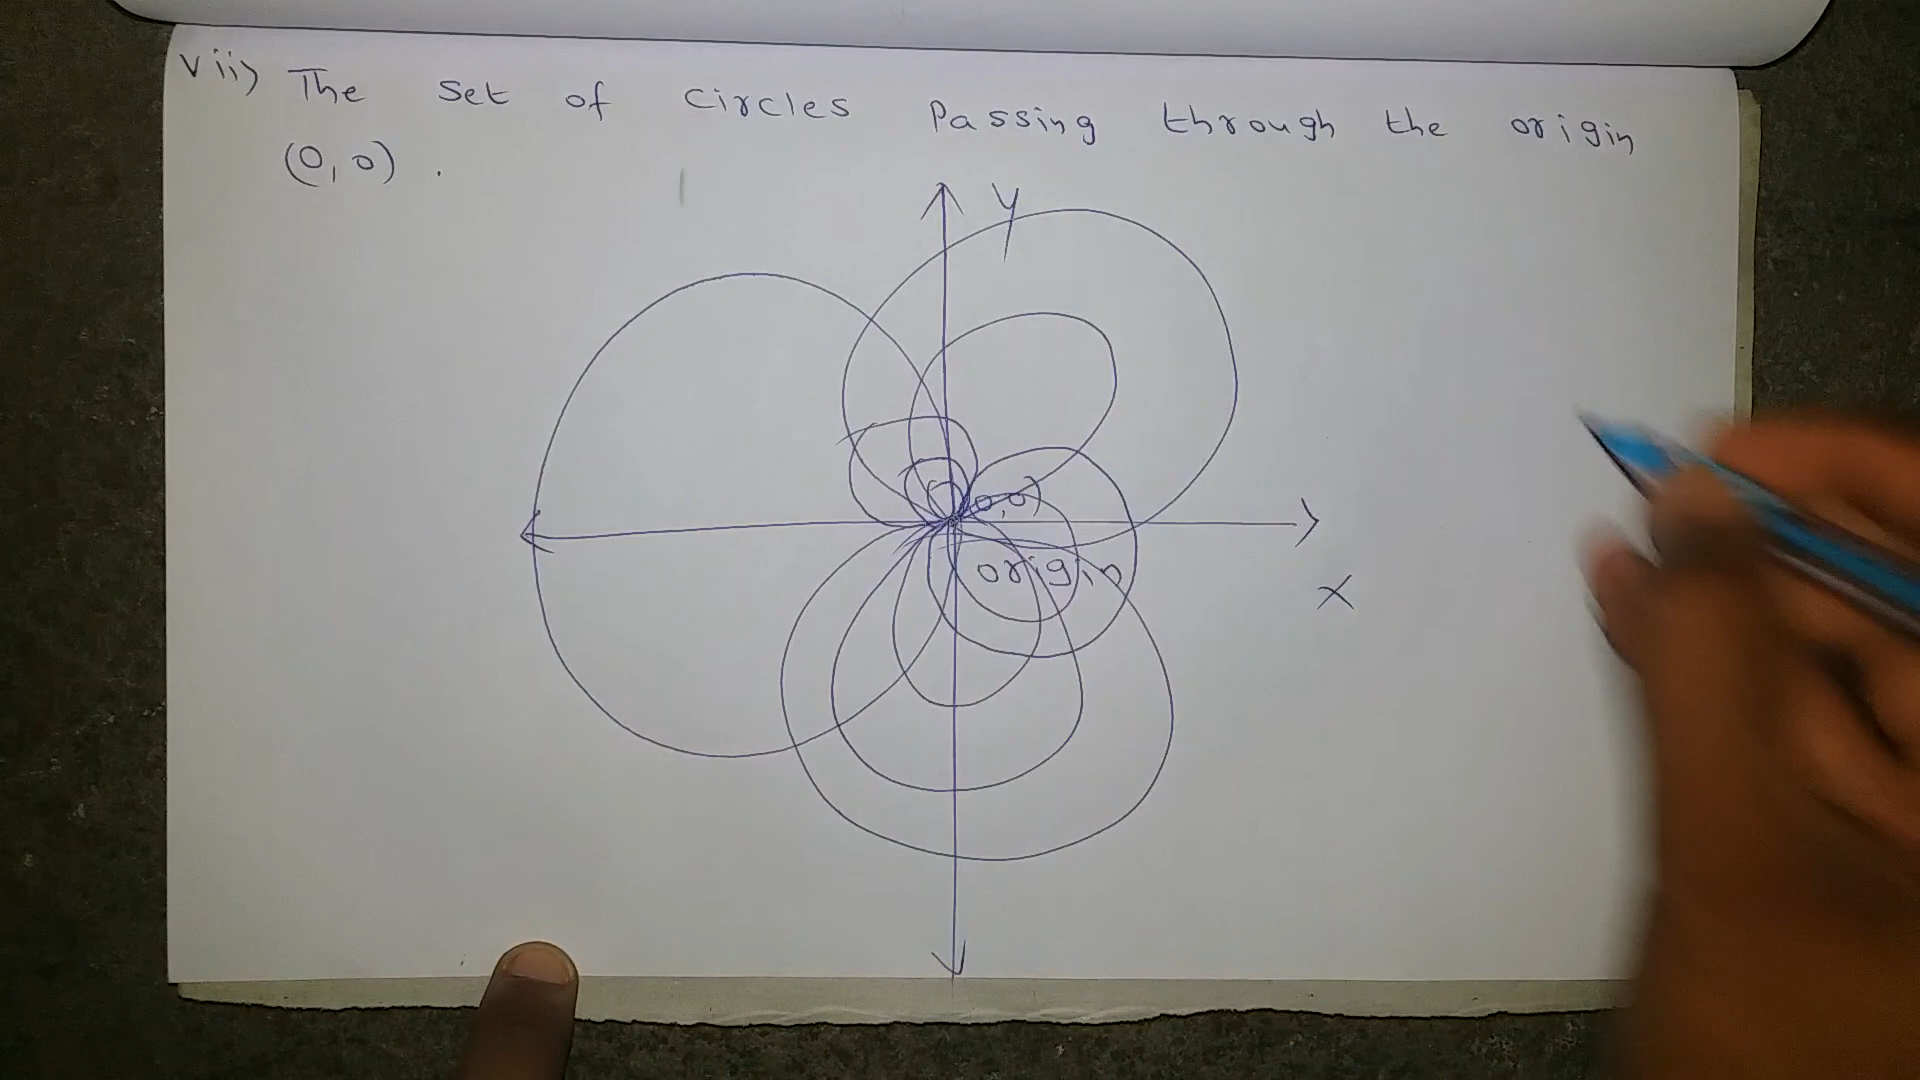 vii) The set of circles Passing through the origin
(0,0).
y
(0,0)
origin
x